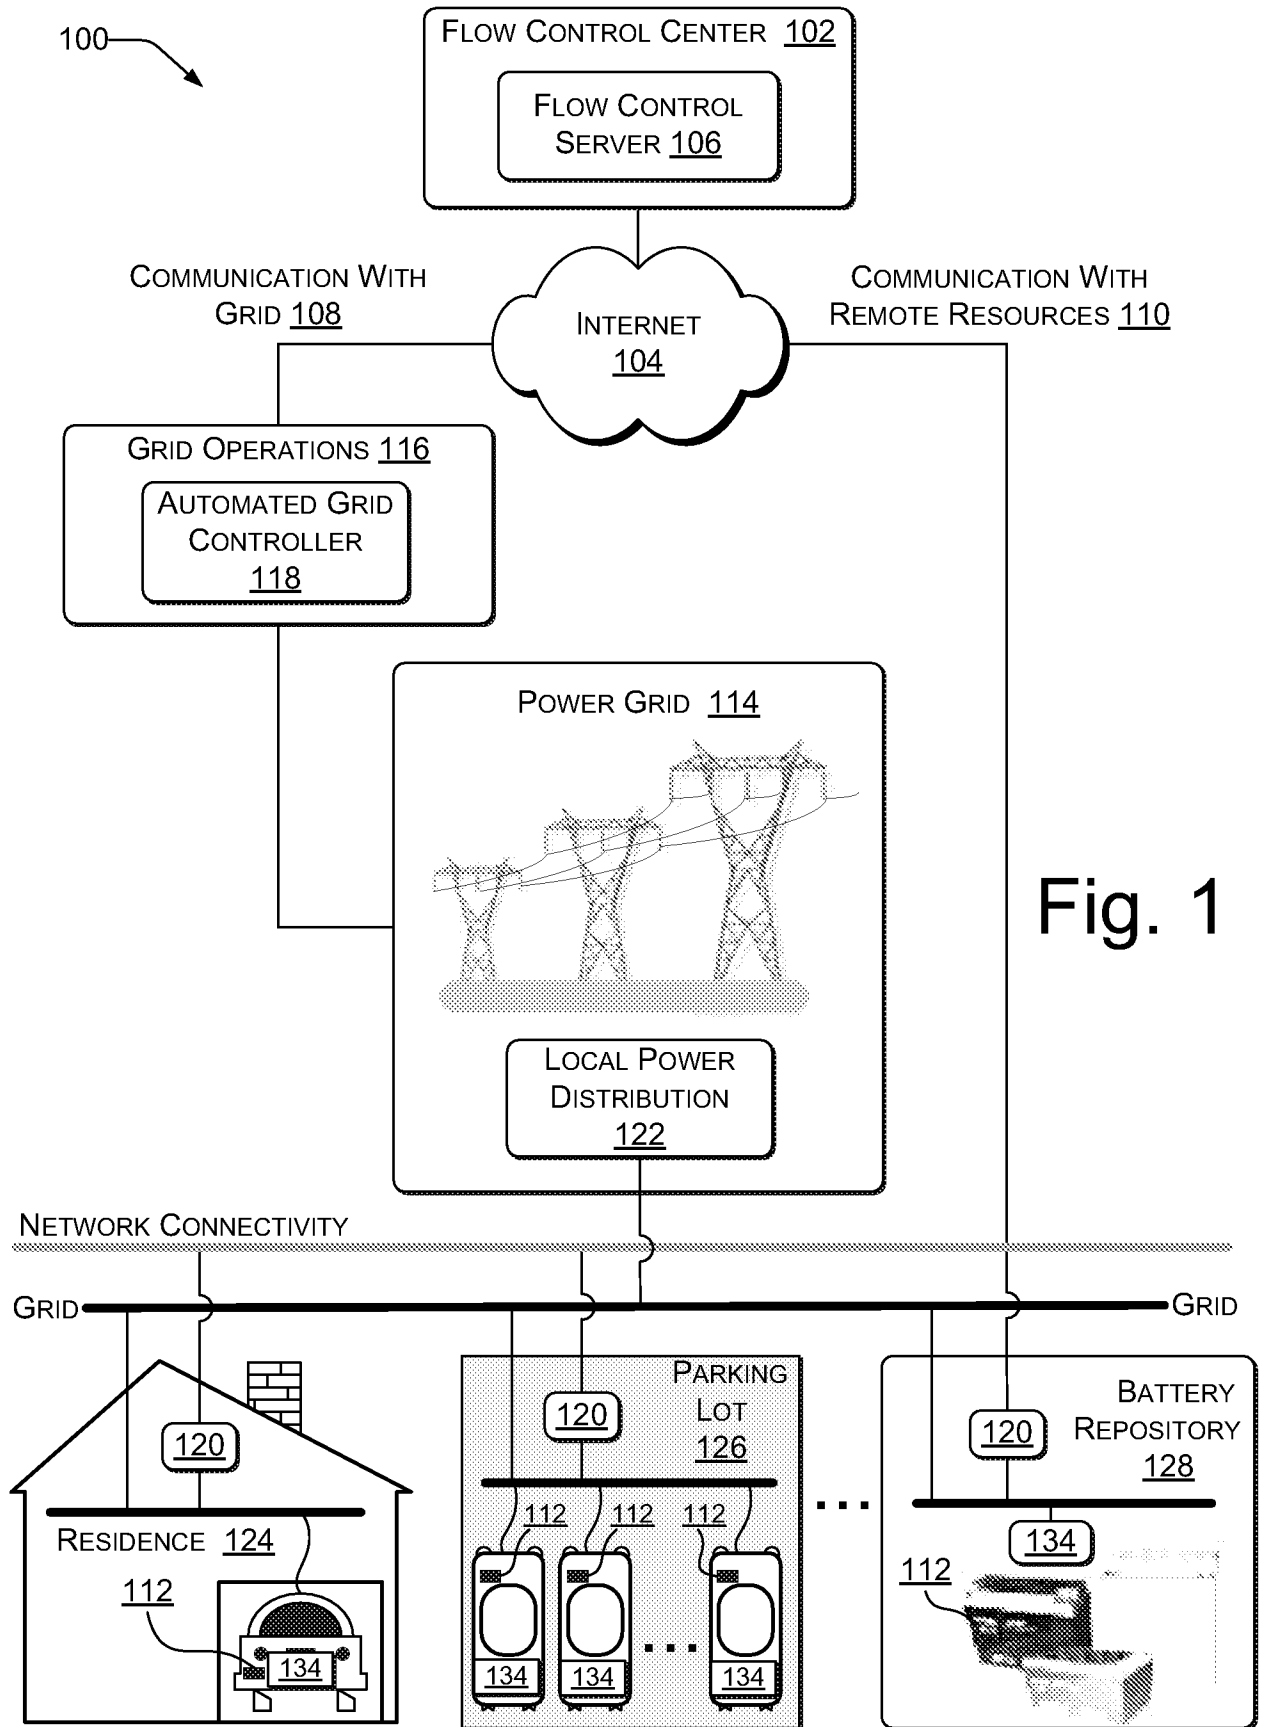 100
FLOW CONTROL CENTER 102
FLOW CONTROL
SERVER 106
COMMUNICATION WITH
GRID 108
INTERNET
104
COMMUNICATION WITH
REMOTE RESOURCES 110
GRID OPERATIONS 116
AUTOMATED GRID
CONTROLLER
118
POWER GRID 114
Fig. 1
LOCAL POWER
DISTRIBUTION
122
NETWORK CONNECTIVITY
GRID
GRID
120
RESIDENCE 124
112
134
PARKING
LOT
126
120
112
112
112
134
134
134
...
...
BATTERY
REPOSITORY
128
120
134
112